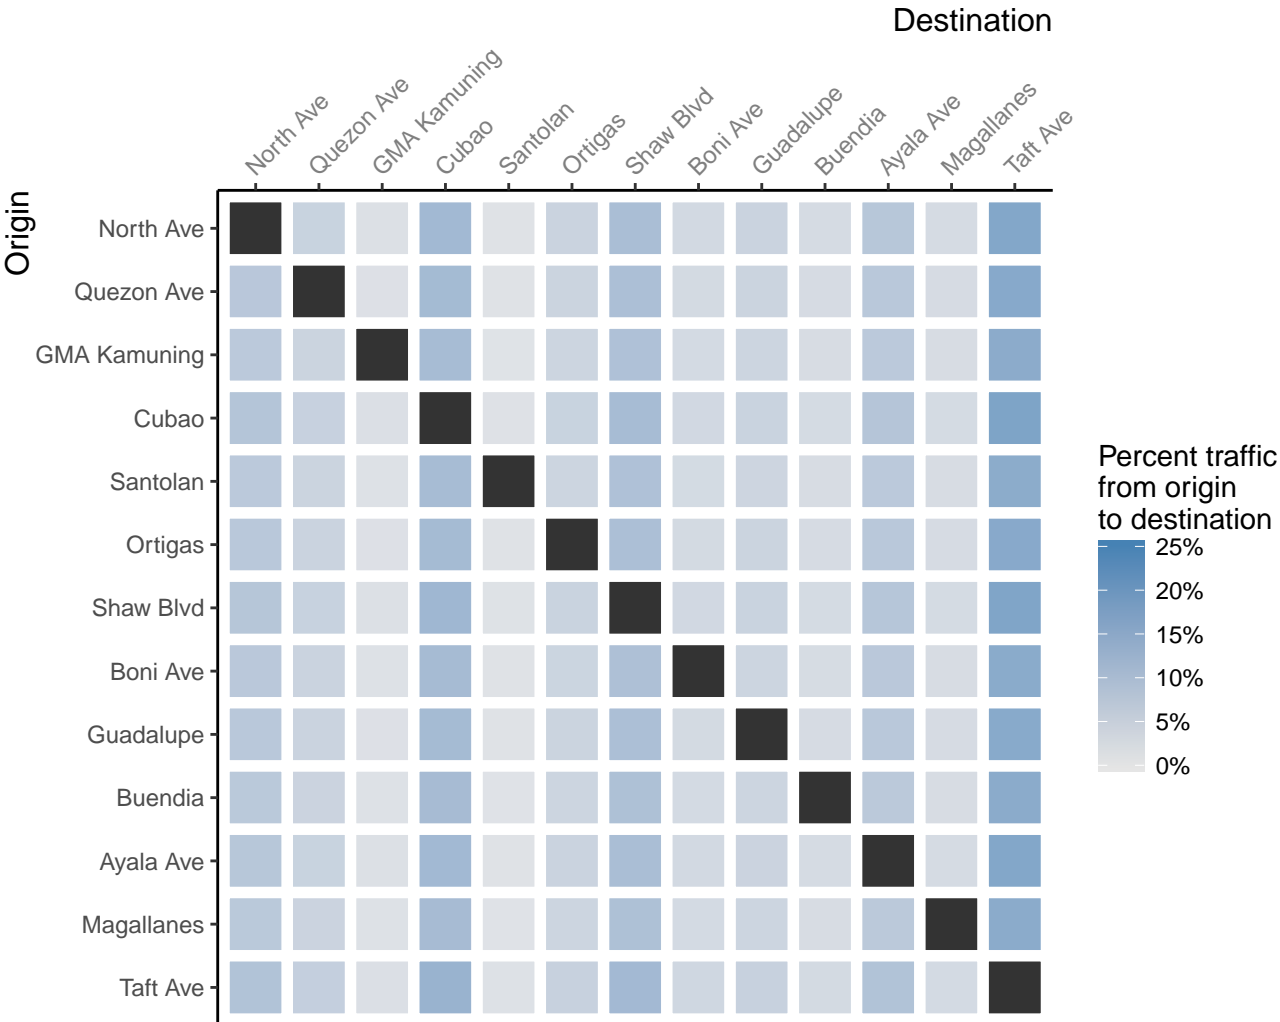 Destination
North Ave
Quezon Ave
GMA Kamuning
Cubao
Santolan
Ortigas
Shaw Blvd
Boni Ave
Guadalupe
Buendia
Ayala Ave
Magallanes
Taft Ave
Origin
North Ave
Quezon Ave
GMA Kamuning
Cubao
Santolan
Ortigas
Shaw Blvd
Boni Ave
Guadalupe
Buendia
Ayala Ave
Magallanes
Taft Ave
Percent traffic
from origin
to destination
25%
20%
15%
10%
5%
0%